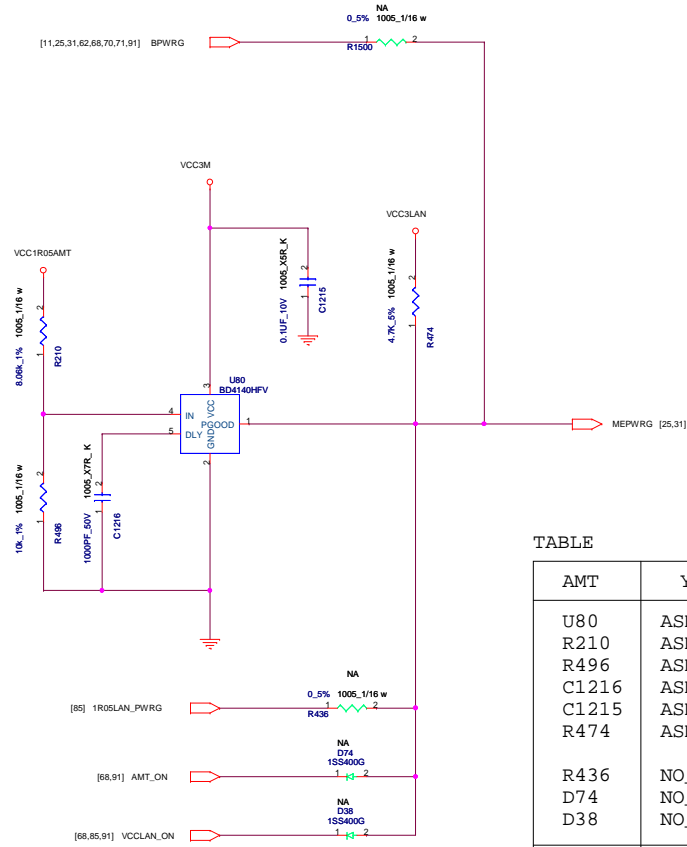 NA
0_5% 1005_1/16 w
[11,25,31,62,68,70,71,91] BPWRG
1 2
R1500
VCC3M
VCC3LAN
VCC1R05AMT
0.1UF_10V 1005_X5R_K
2
1
C1215
4.7K_5% 1005_1/16 w
2
1
R474
8.06k_1% 1005_1/16 w
2
1
R210
U80
BD4140HFV
3
VCC
4 IN
PGOOD 1
5 DLY
GND
2
MEPWRG [25,31]
10k_1% 1005_1/16 w
2
1
R496
1000PF_50V 1005_X7R_ K
2
1
C1216
TABLE
AMT
U80
R210
R496
C1216
C1215
R474
R436
D74
D38
NA
0_5% 1005_1/16 w
[85] 1R05LAN_PWRG
1 2
R436
NA
D74
1SS400G
[68,91] AMT_ON
1 2
NA
D38
1SS400G
[68,85,91] VCCLAN_ON
1 2